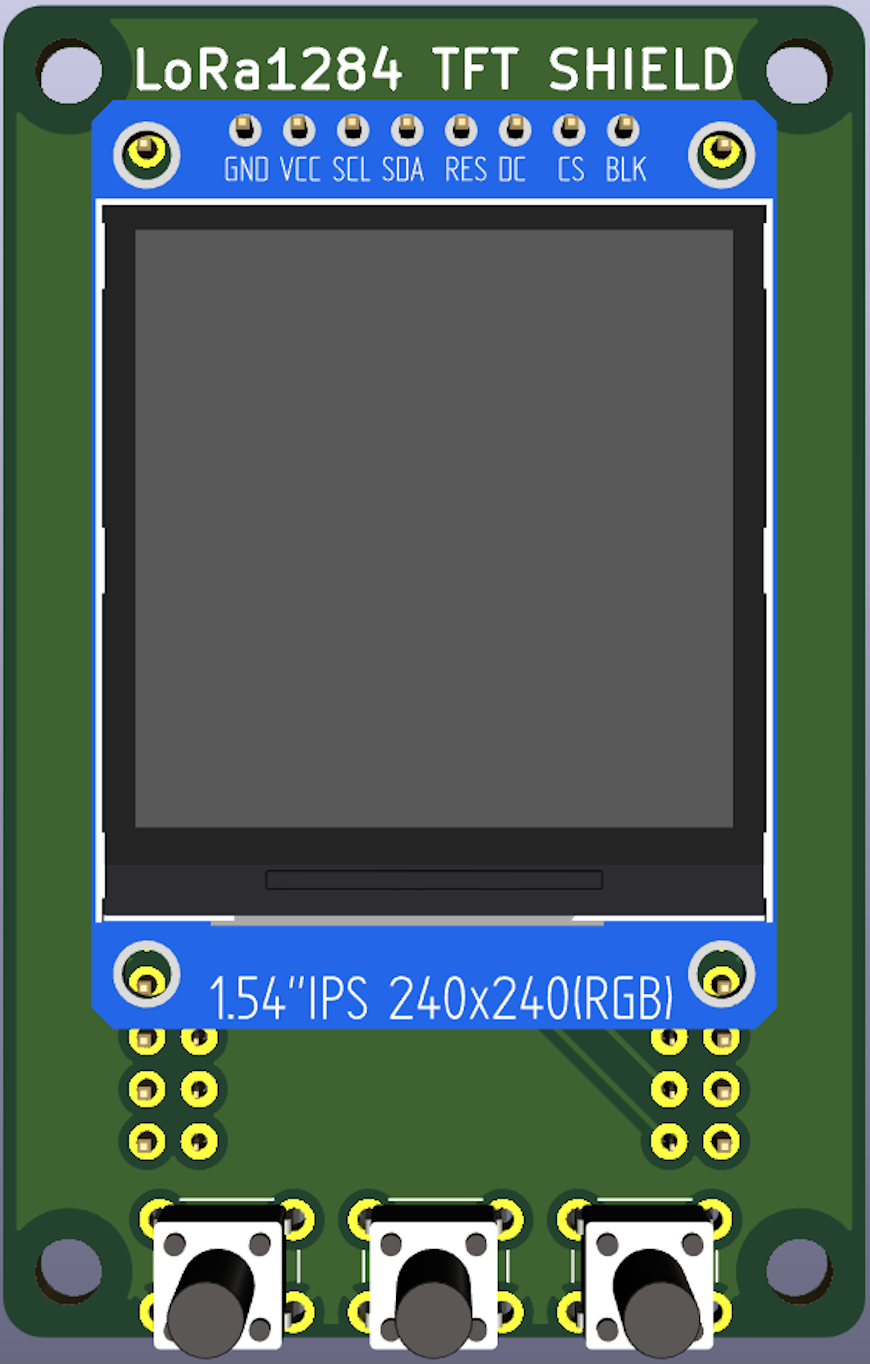 LoRa1284 TFT SHIELD
GND VCC SCL SDA RES DC CS BLK
1.54"IPS 240x240(RGB)